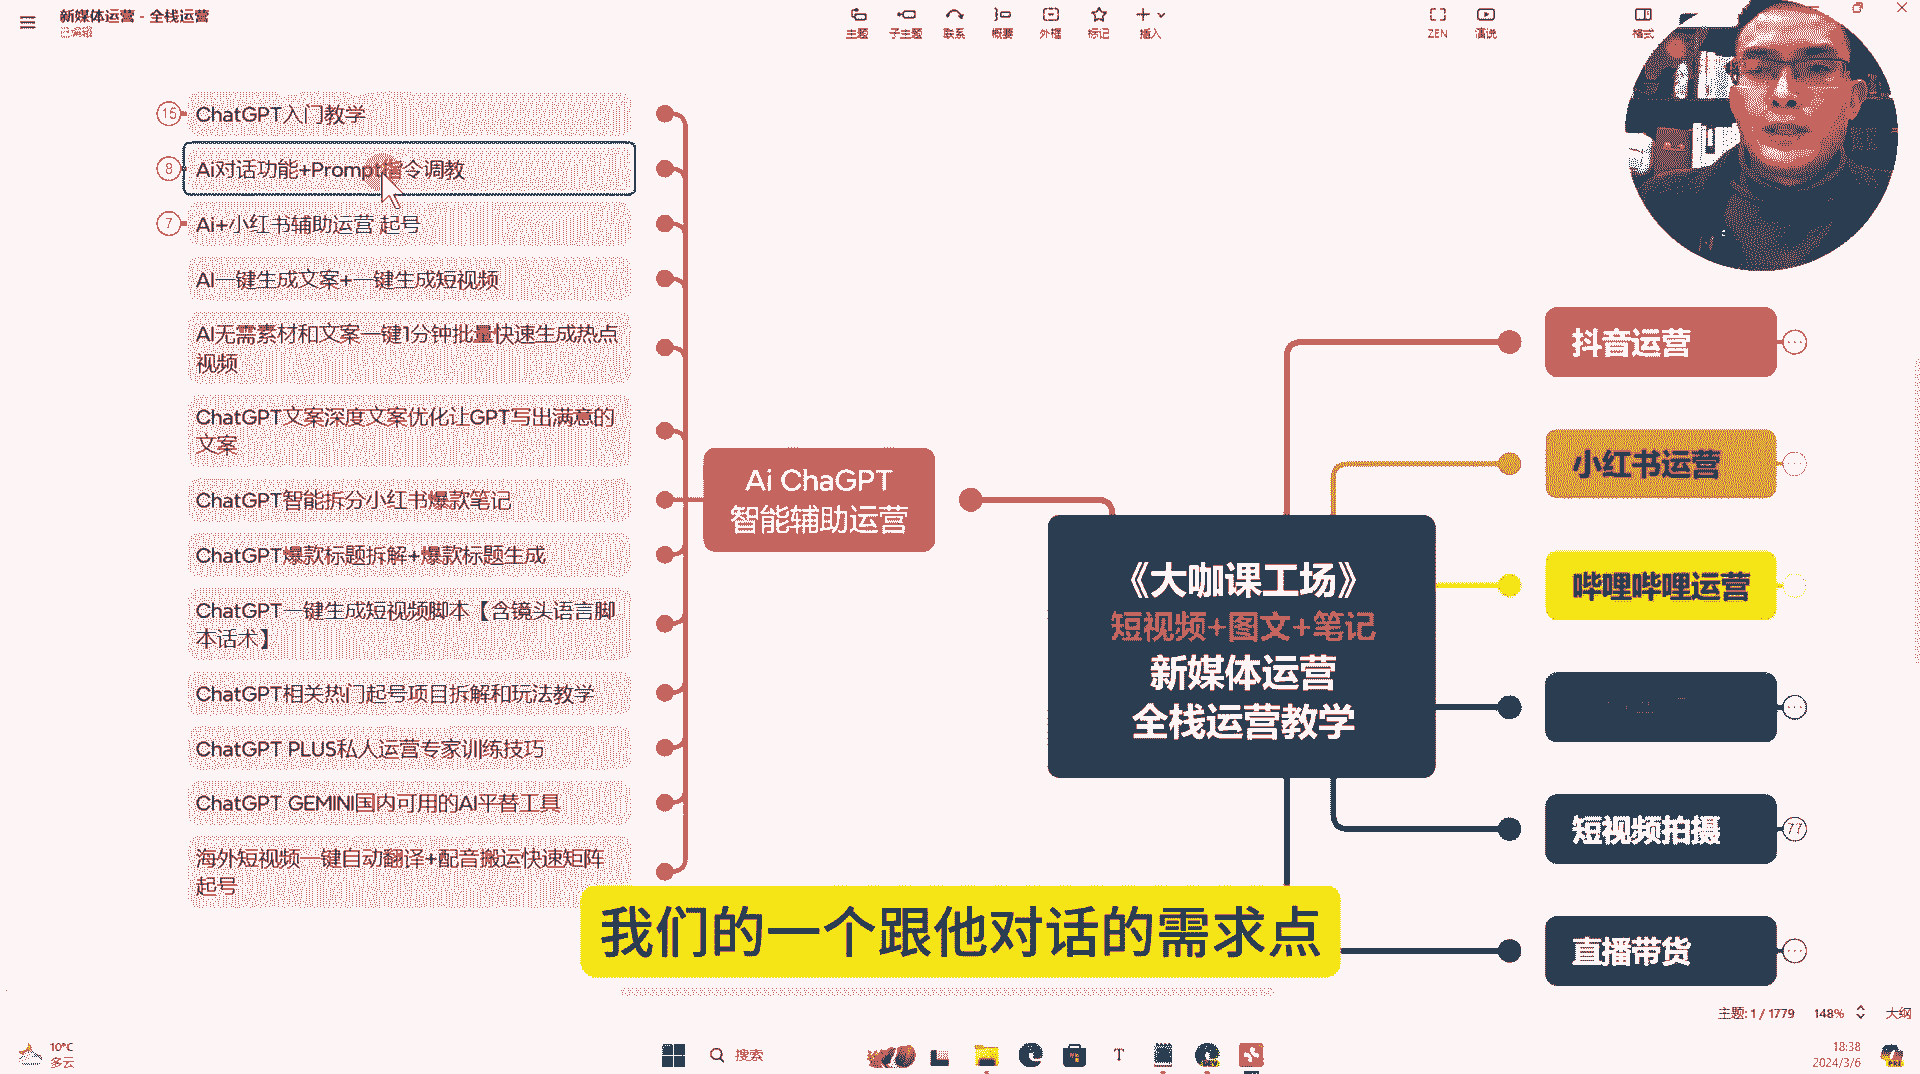 新媒体运营 - 全栈运营
已编辑
主题
子主题
联系
概要
外框
标记
插入
ZEN
演说
格式
15
ChatGPT入门教学
8
Ai对话功能+Prompt指令调教
7
Ai+小红书辅助运营 起号
AI一键生成文案+一键生成短视频
AI无需素材和文案一键1分钟批量快速生成热点
视频
ChatGPT文案深度文案优化让GPT写出满意的
文案
ChatGPT智能拆分小红书爆款笔记
ChatGPT爆款标题拆解+爆款标题生成
ChatGPT一键生成短视频脚本【含镜头语言脚
本话术】
ChatGPT相关热门起号项目拆解和玩法教学
ChatGPT PLUS私人运营专家训练技巧
ChatGPT GEMINI国内可用的AI平替工具
海外短视频一键自动翻译+配音搬运快速矩阵
起号
Ai ChaGPT
智能辅助运营
《大咖课工场》
短视频+图文+笔记
新媒体运营
全栈运营教学
抖音运营
小红书运营
哔哩哔哩运营
短视频拍摄
77
直播带货
我们的一个跟他对话的需求点
主题: 1 / 1779
148%
大纲
10°C
多云
搜索
18:38
2024/3/6